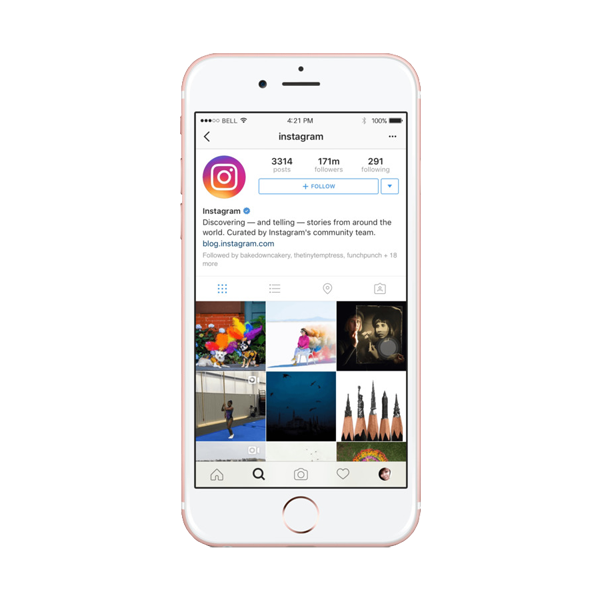 BELL 4:21 PM 100%
instagram
3314 171m 291
posts followers following
+ FOLLOW
Instagram
Discovering — and telling — stories from around the
world. Curated by Instagram's community team.
blog.instagram.com
Followed by bakedowncakery, thetinytemptress, funchpunch + 18
more